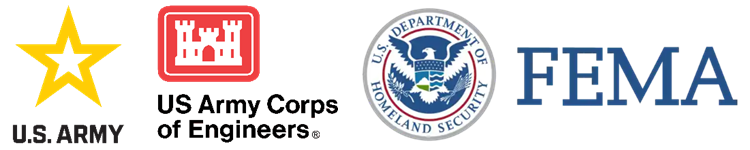 U.S. ARMY
US Army Corps
of Engineers®
U.S. DEPARTMENT OF
HOMELAND SECURITY
FEMA